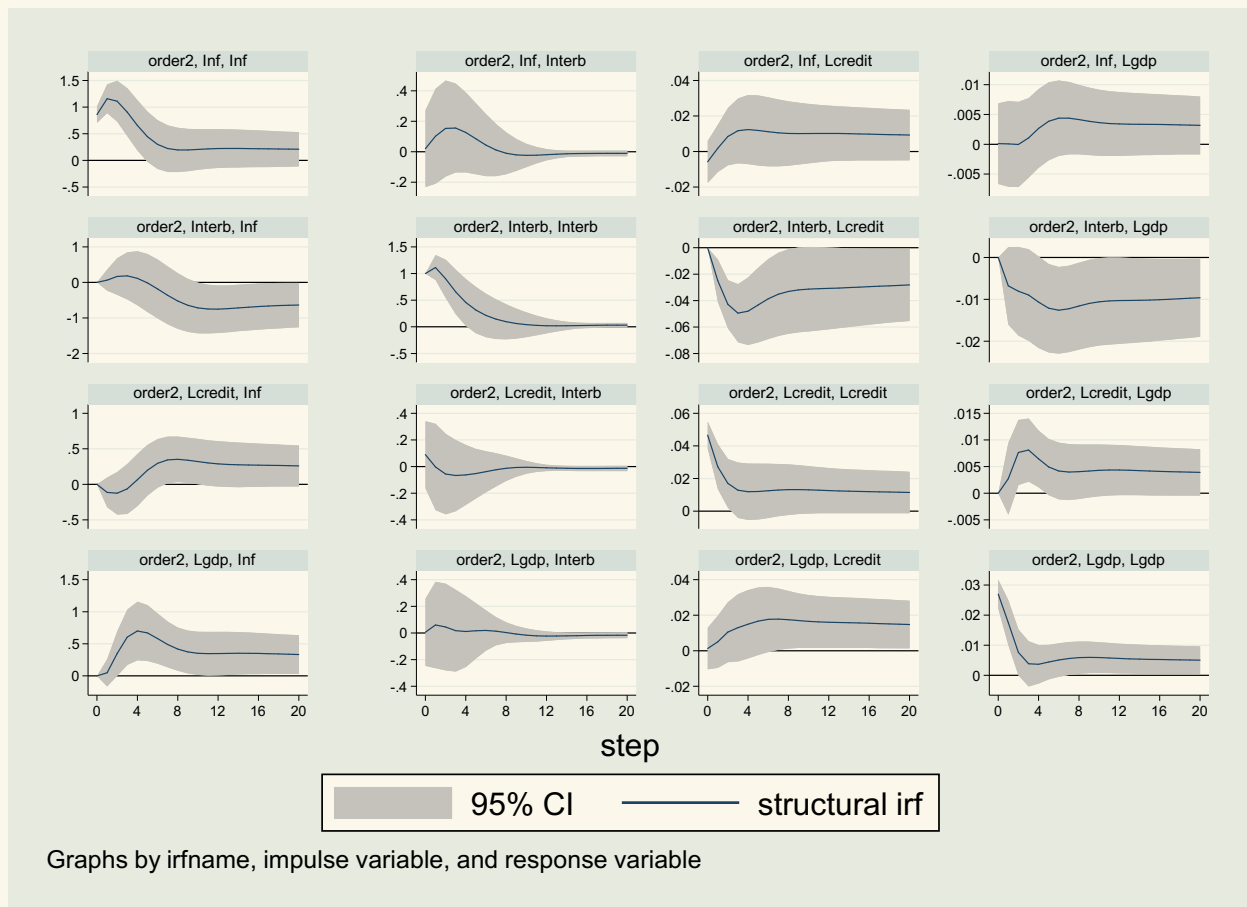 order2, Inf, Inf
order2, Inf, Interb
order2, Inf, Lcredit
order2, Inf, Lgdp
1.5
1
.5
0
-.5
.4
.2
0
-.2
.04
.02
0
-.02
.01
.005
0
-.005
order2, Interb, Inf
order2, Interb, Interb
order2, Interb, Lcredit
order2, Interb, Lgdp
1
0
-1
-2
1.5
1
.5
0
-.5
0
-.02
-.04
-.06
-.08
0
-.01
-.02
order2, Lcredit, Inf
order2, Lcredit, Interb
order2, Lcredit, Lcredit
order2, Lcredit, Lgdp
1
.5
0
-.5
.4
.2
0
-.2
-.4
.06
.04
.02
0
.015
.01
.005
0
-.005
order2, Lgdp, Inf
order2, Lgdp, Interb
order2, Lgdp, Lcredit
order2, Lgdp, Lgdp
1.5
1
.5
0
.4
.2
0
-.2
-.4
.04
.02
0
-.02
.03
.02
.01
0
0 4 8 12 16 20
0 4 8 12 16 20
0 4 8 12 16 20
0 4 8 12 16 20
step
95% CI
structural irf
Graphs by irfname, impulse variable, and response variable